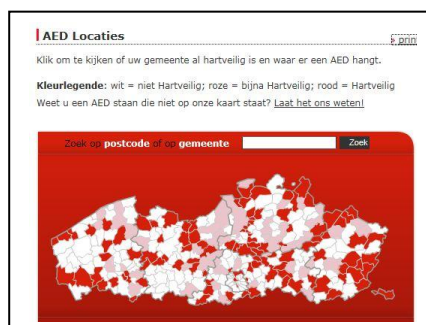 AED Locaties
> print
Klik om te kijken of uw gemeente al hartveilig is en waar er een AED hangt.
Kleurlegende: wit = niet Hartveilig; roze = bijna Hartveilig; rood = Hartveilig
Weet u een AED staan die niet op onze kaart staat? Laat het ons weten!
Zoek op postcode of op gemeente
Zoek